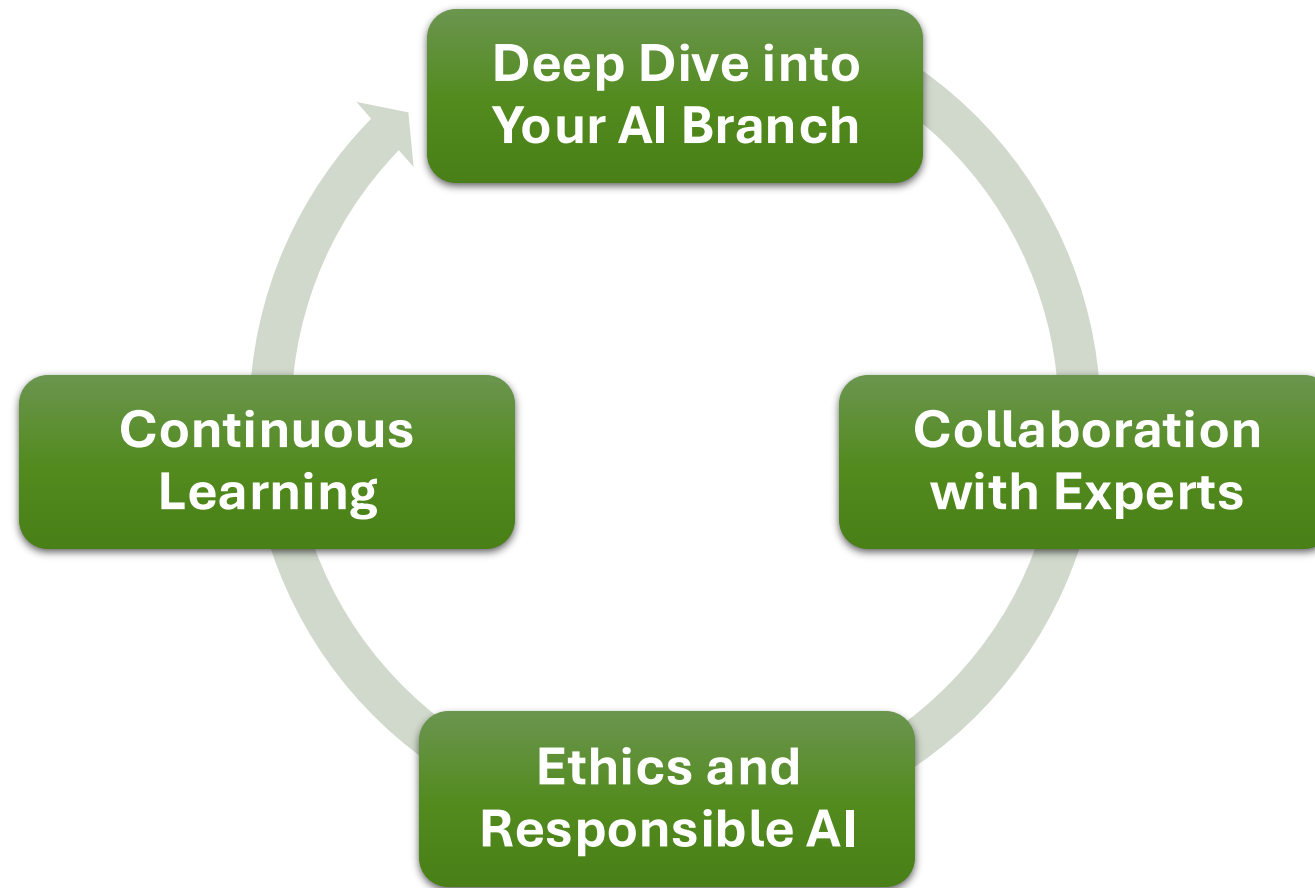 Deep Dive into
Your AI Branch
Collaboration
with Experts
Ethics and
Responsible AI
Continuous
Learning